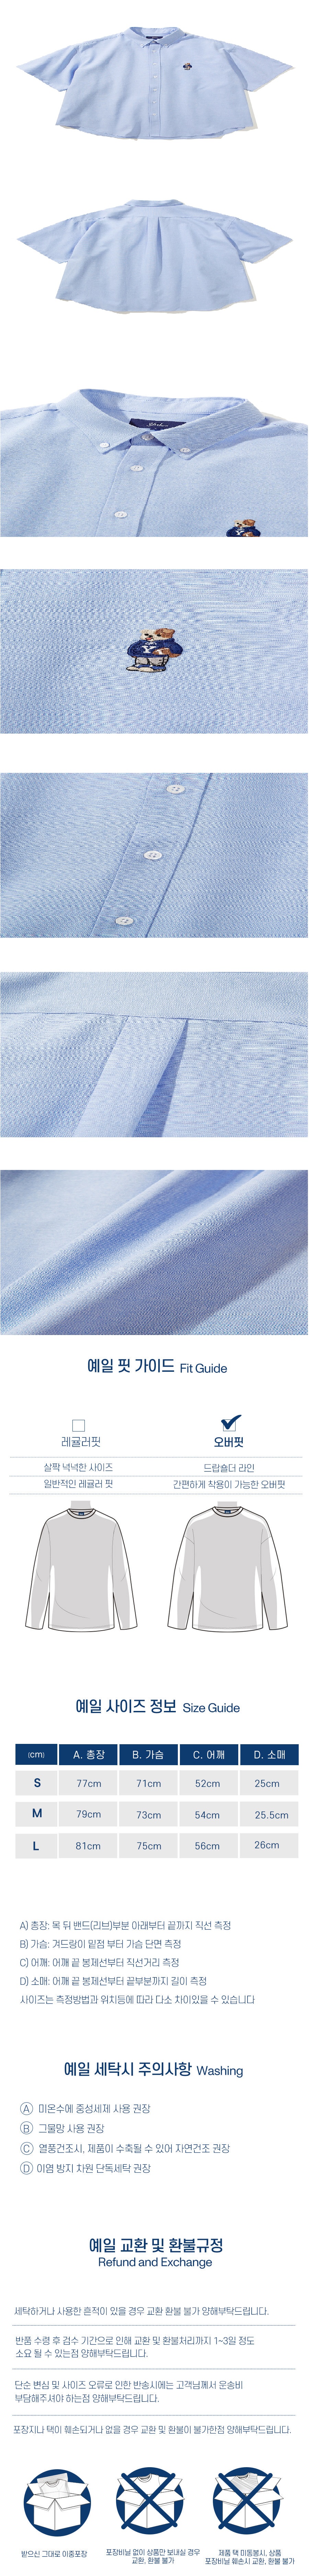 Y
예일 핏 가이드 Fit Guide
레귤러핏
오버핏
살짝 넉넉한 사이즈
드랍숄더 라인
일반적인 레귤러 핏
간편하게 착용이 가능한 오버핏
예일 사이즈 정보 Size Guide
(cm) A. 총장 B. 가슴 C. 어깨 D. 소매
S 77cm 71cm 52cm 25cm
M 79cm 73cm 54cm 25.5cm
L 81cm 75cm 56cm 26cm
A) 총장: 목 뒤 밴드(리브)부분 아래부터 끝까지 직선 측정
B) 가슴: 겨드랑이 밑점 부터 가슴 단면 측정
C) 어깨: 어깨 끝 봉제선부터 직선거리 측정
D) 소매: 어깨 끝 봉제선부터 끝부분까지 길이 측정
사이즈는 측정방법과 위치등에 따라 다소 차이있을 수 있습니다
예일 세탁시 주의사항 Washing
Ⓐ 미온수에 중성세제 사용 권장
Ⓑ 그물망 사용 권장
Ⓒ 열풍건조시, 제품이 수축될 수 있어 자연건조 권장
Ⓓ 이염 방지 차원 단독세탁 권장
예일 교환 및 환불규정
Refund and Exchange
세탁하거나 사용한 흔적이 있을 경우 교환 환불 불가 양해부탁드립니다.
반품 수령 후 검수 기간으로 인해 교환 및 환불처리까지 1~3일 정도
소요 될 수 있는점 양해부탁드립니다.
단순 변심 및 사이즈 오류로 인한 반송시에는 고객님께서 운송비
부담해주셔야 하는점 양해부탁드립니다.
포장지나 택이 훼손되거나 없을 경우 교환 및 환불이 불가한점 양해부탁드립니다.
받으신 그대로 이중포장
포장비닐 없이 상품만 보내실 경우
교환, 환불 불가
제품 택 미동봉시, 상품
포장비닐 훼손시 교환, 환불 불가